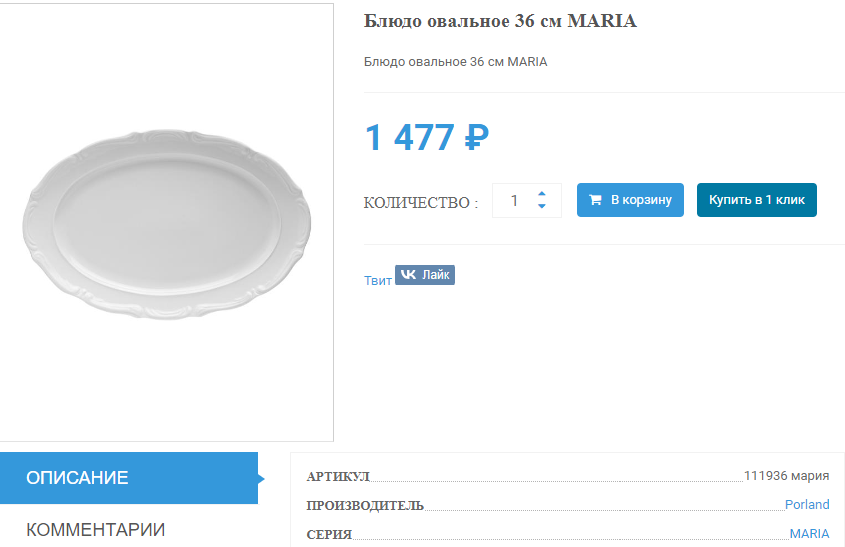 Блюдо овальное 36 см MARIA
Блюдо овальное 36 см MARIA
1 477 ₽
КОЛИЧЕСТВО : 1 В корзину Купить в 1 клик
Твит Лайк
ОПИСАНИЕ
КОММЕНТАРИИ
АРТИКУЛ 111936 мария
ПРОИЗВОДИТЕЛЬ Porland
СЕРИЯ MARIA